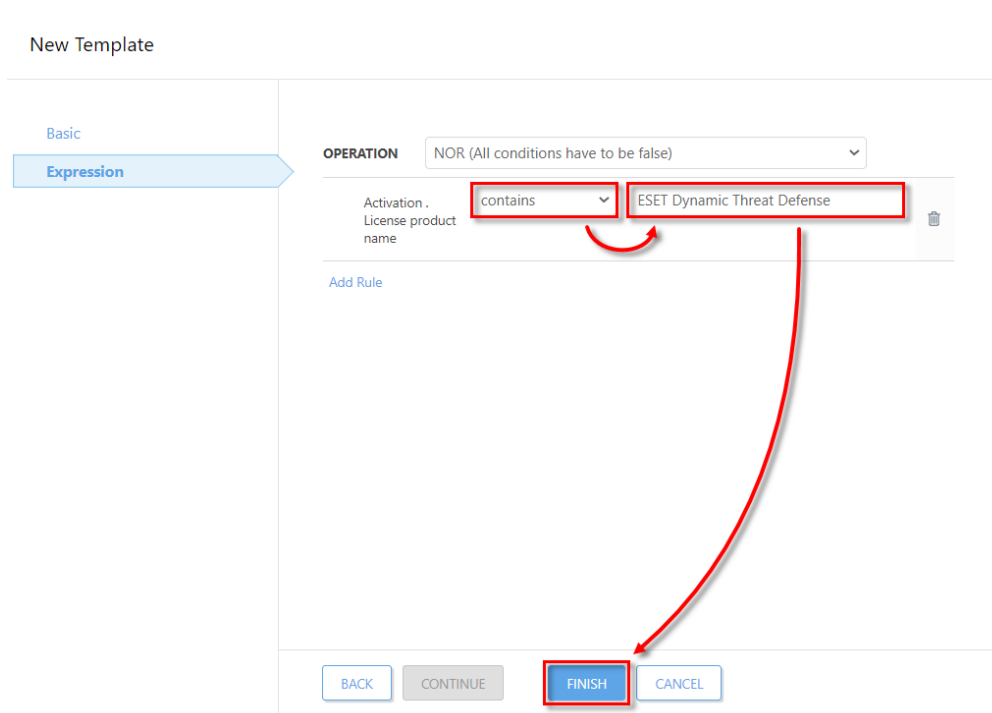 New Template
Basic
Expression
OPERATION NOR (All conditions have to be false)
Activation .
License product
name
contains
ESET Dynamic Threat Defense
Add Rule
BACK CONTINUE FINISH CANCEL